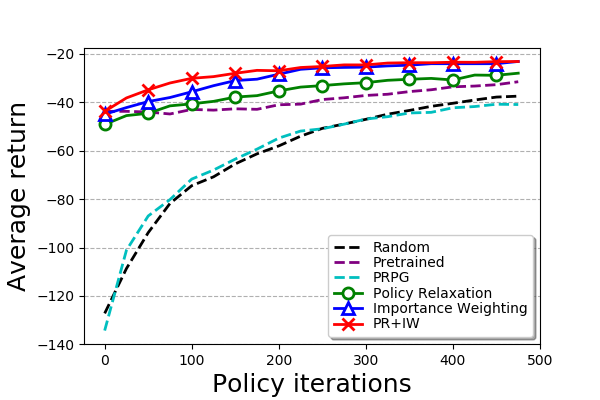 −20
−40
−60
−80
−100
−120
−140
Average return
0 100 200 300 400 500
Policy iterations
Random
Pretrained
PRPG
Policy Relaxation
Importance Weighting
PR+IW